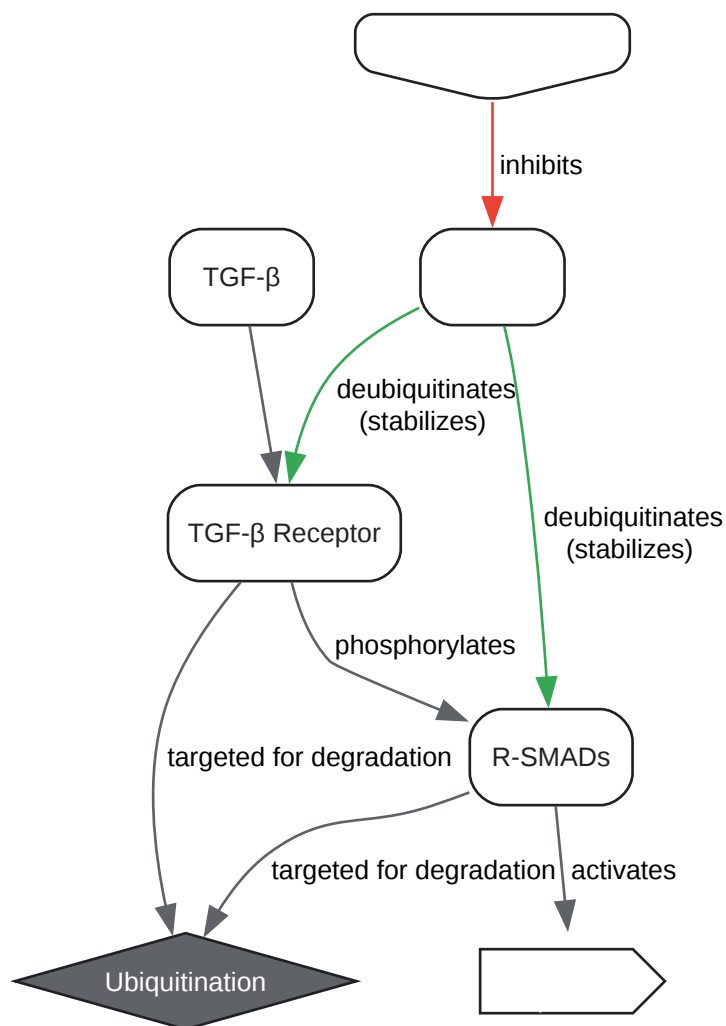 inhibits
TGF-β
deubiquitinates
(stabilizes)
TGF-β Receptor
deubiquitinates
(stabilizes)
phosphorylates
R-SMADs
targeted for degradation
targeted for degradation
activates
Ubiquitination